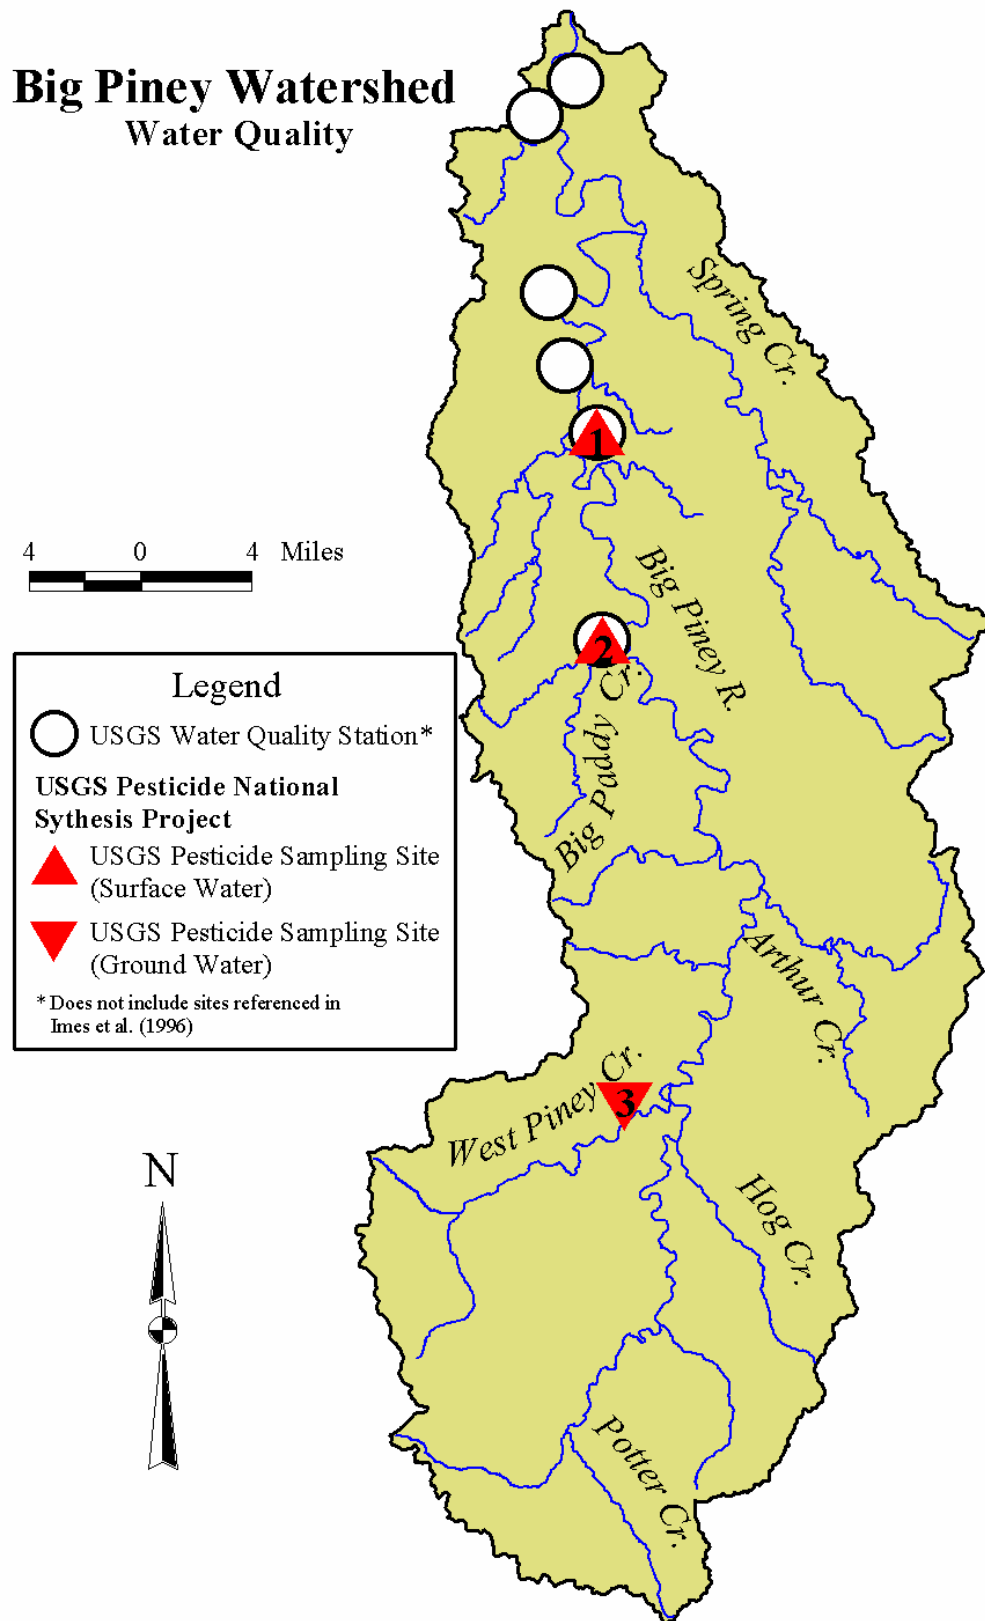 Big Piney Watershed
Water Quality
Spring Cr.
1
4 0 4 Miles
Big Piney R.
2
Big Paddy Cr.
Legend
USGS Water Quality Station*
USGS Pesticide National
Sythesis Project
USGS Pesticide Sampling Site
(Surface Water)
USGS Pesticide Sampling Site
(Ground Water)
* Does not include sites referenced in
Imes et al. (1996)
Arthur Cr.
West Piney Cr.
3
N
Hog Cr.
Potter Cr.